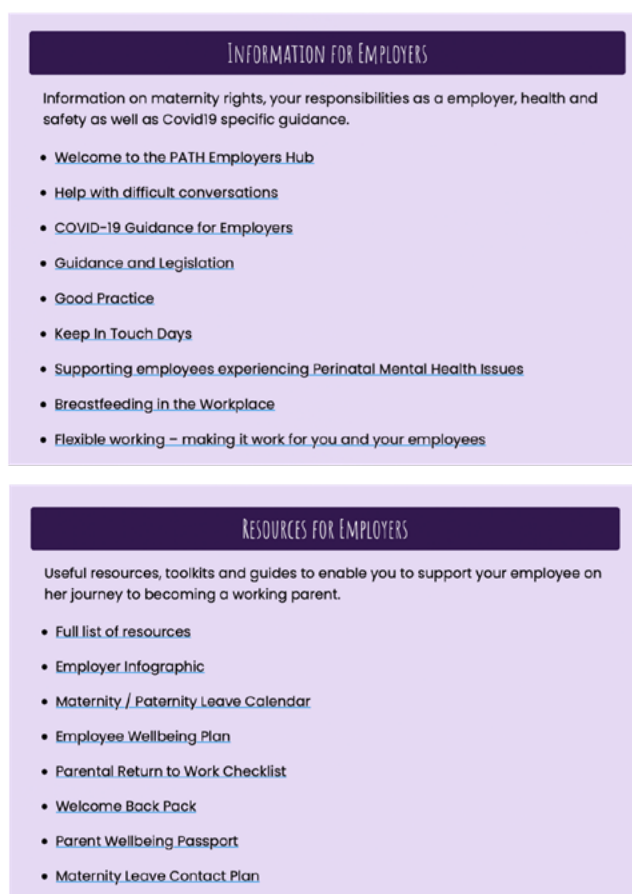 Information for Employers
Information on maternity rights, your responsibilities as a employer, health and
safety as well as Covid19 specific guidance.
• Welcome to the PATH Employers Hub
• Help with difficult conversations
• COVID-19 Guidance for Employers
• Guidance and Legislation
• Good Practice
• Keep In Touch Days
• Supporting employees experiencing Perinatal Mental Health Issues
• Breastfeeding in the Workplace
• Flexible working – making it work for you and your employees
Resources for Employers
Useful resources, toolkits and guides to enable you to support your employee on
her journey to becoming a working parent.
• Full list of resources
• Employer Infographic
• Maternity / Paternity Leave Calendar
• Employee Wellbeing Plan
• Parental Return to Work Checklist
• Welcome Back Pack
• Parent Wellbeing Passport
• Maternity Leave Contact Plan